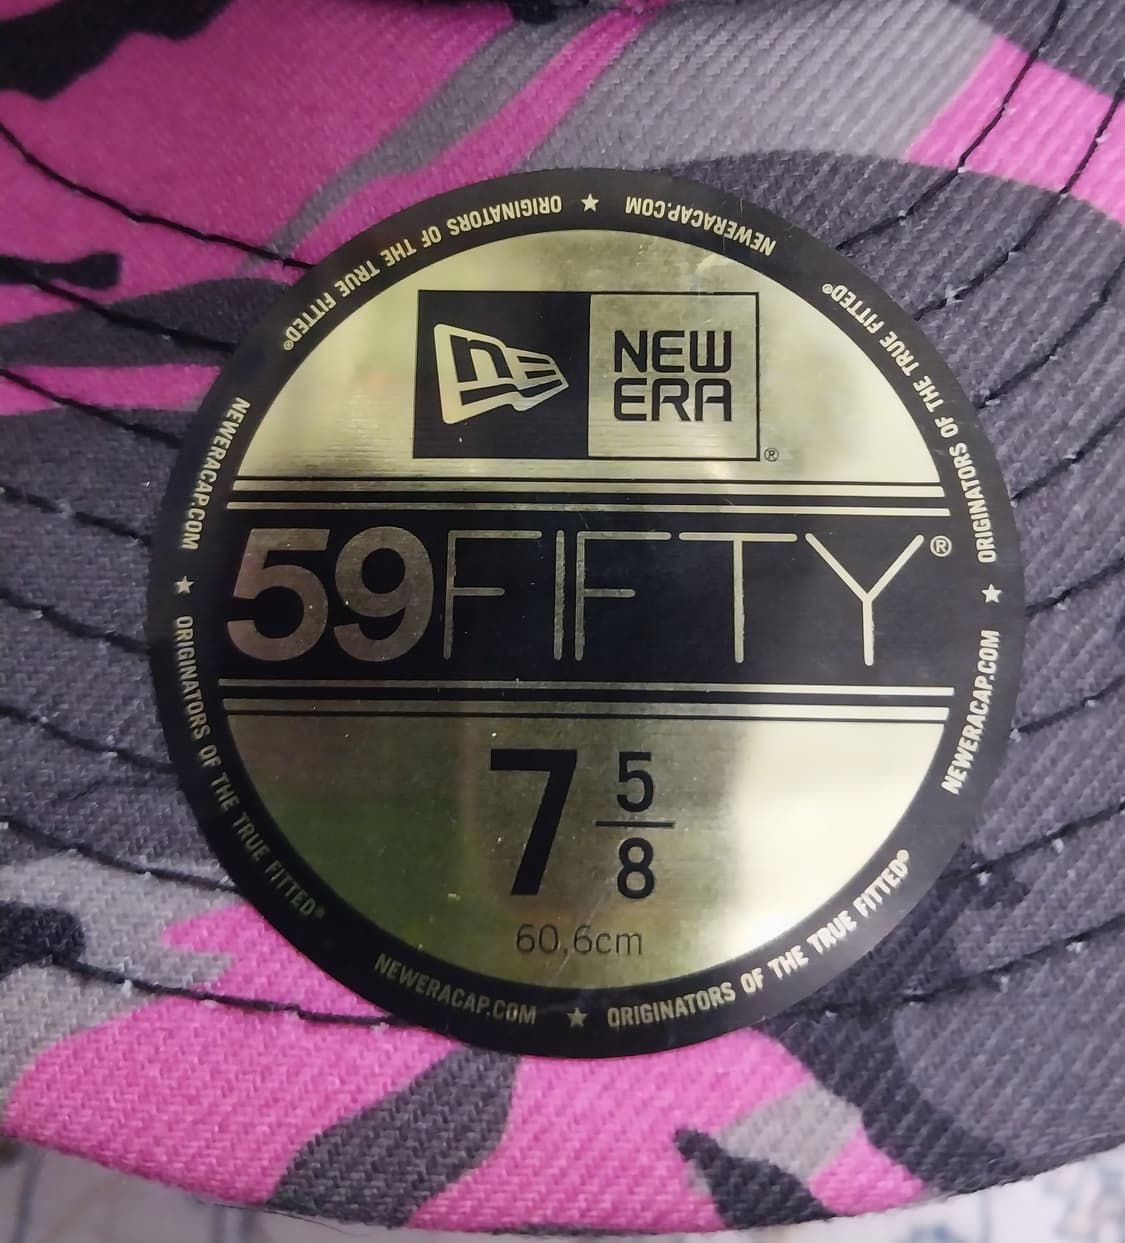 NEWERACAP.COM ★ ORIGINATORS OF THE TRUE FITTED®
NEWERACAP.COM ★ ORIGINATORS OF THE TRUE FITTED®
NEWERACAP.COM ★ ORIGINATORS OF THE TRUE FITTED®
NEWERACAP.COM ★ ORIGINATORS OF THE TRUE FITTED®
NE
NEW
ERA®
59FIFTY®
7 5/8
60,6cm